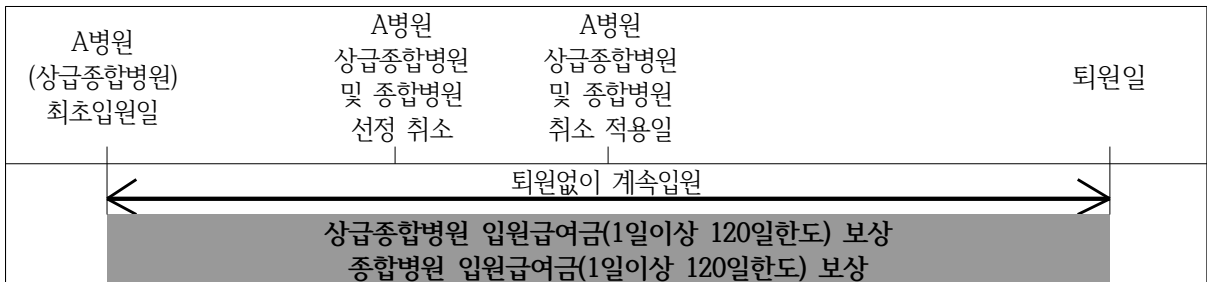 A병원
(상급종합병원)
최초입원일
A병원
상급종합병원
및 종합병원
선정 취소
A병원
상급종합병원
및 종합병원
취소 적용일
퇴원일
퇴원없이 계속입원
상급종합병원 입원급여금(1일이상 120일한도) 보상
종합병원 입원급여금(1일이상 120일한도) 보상